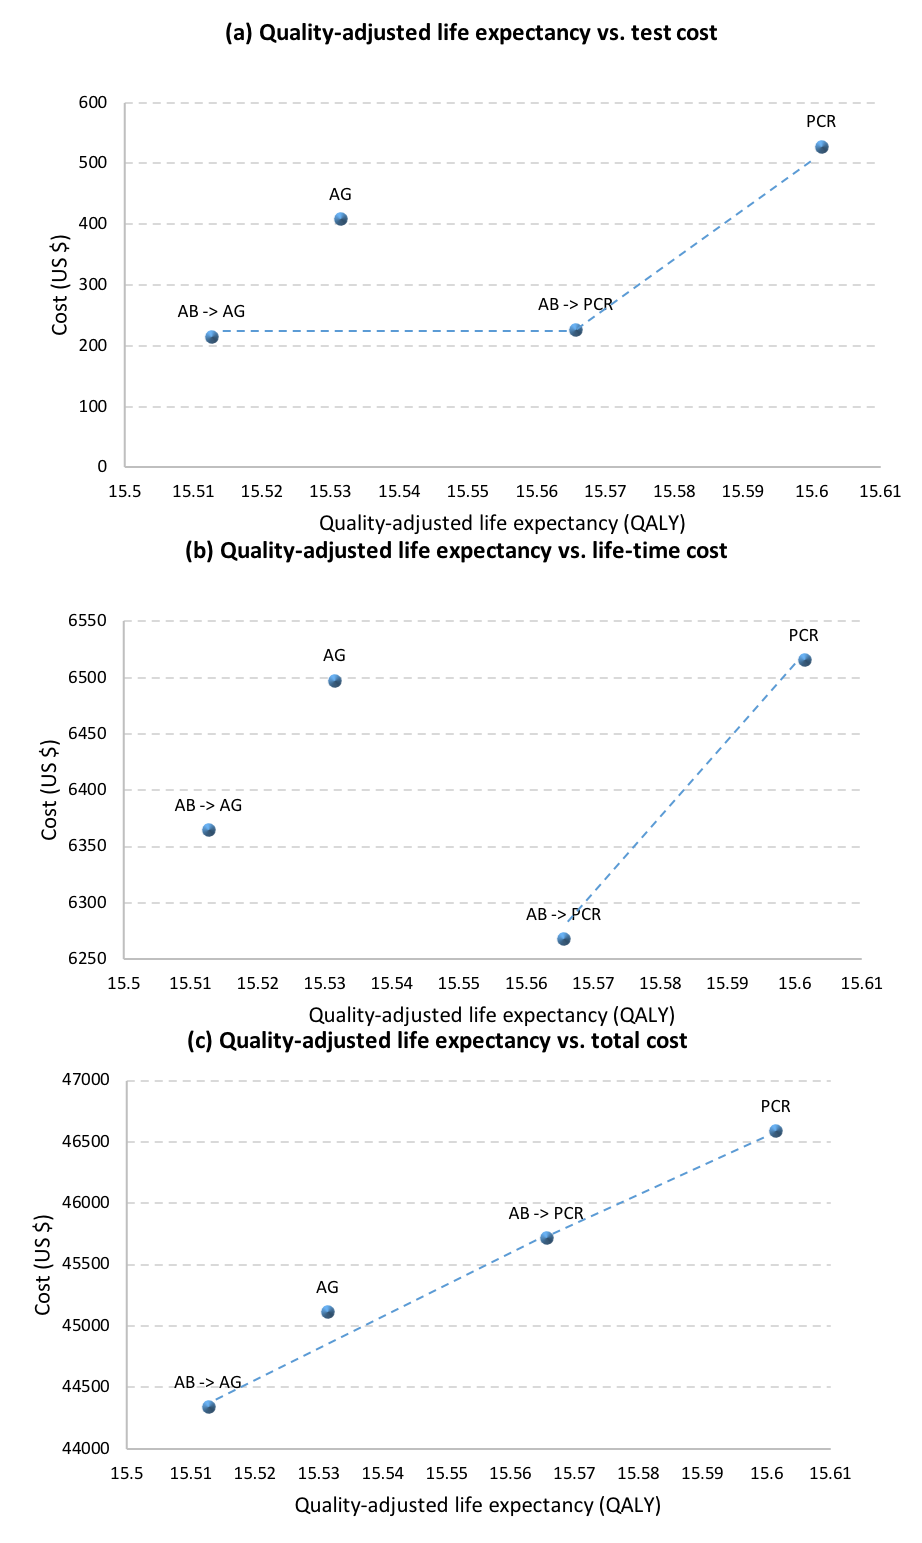 (a) Quality-adjusted life expectancy vs. test cost
600
PCR
500
AG
400
Cost (US $)
300
AB -> AG
AB -> PCR
200
100
0
15.5 15.51 15.52 15.53 15.54 15.55 15.56 15.57 15.58 15.59 15.6 15.61
Quality-adjusted life expectancy (QALY)
(b) Quality-adjusted life expectancy vs. life-time cost
6550
PCR
AG
6500
6450
Cost (US $)
6400
AB -> AG
6350
6300
AB -> PCR
6250
15.5 15.51 15.52 15.53 15.54 15.55 15.56 15.57 15.58 15.59 15.6 15.61
Quality-adjusted life expectancy (QALY)
(c) Quality-adjusted life expectancy vs. total cost
47000
PCR
46500
46000
AB -> PCR
45500
Cost (US $)
AG
45000
44500
AB -> AG
44000
15.5 15.51 15.52 15.53 15.54 15.55 15.56 15.57 15.58 15.59 15.6 15.61
Quality-adjusted life expectancy (QALY)